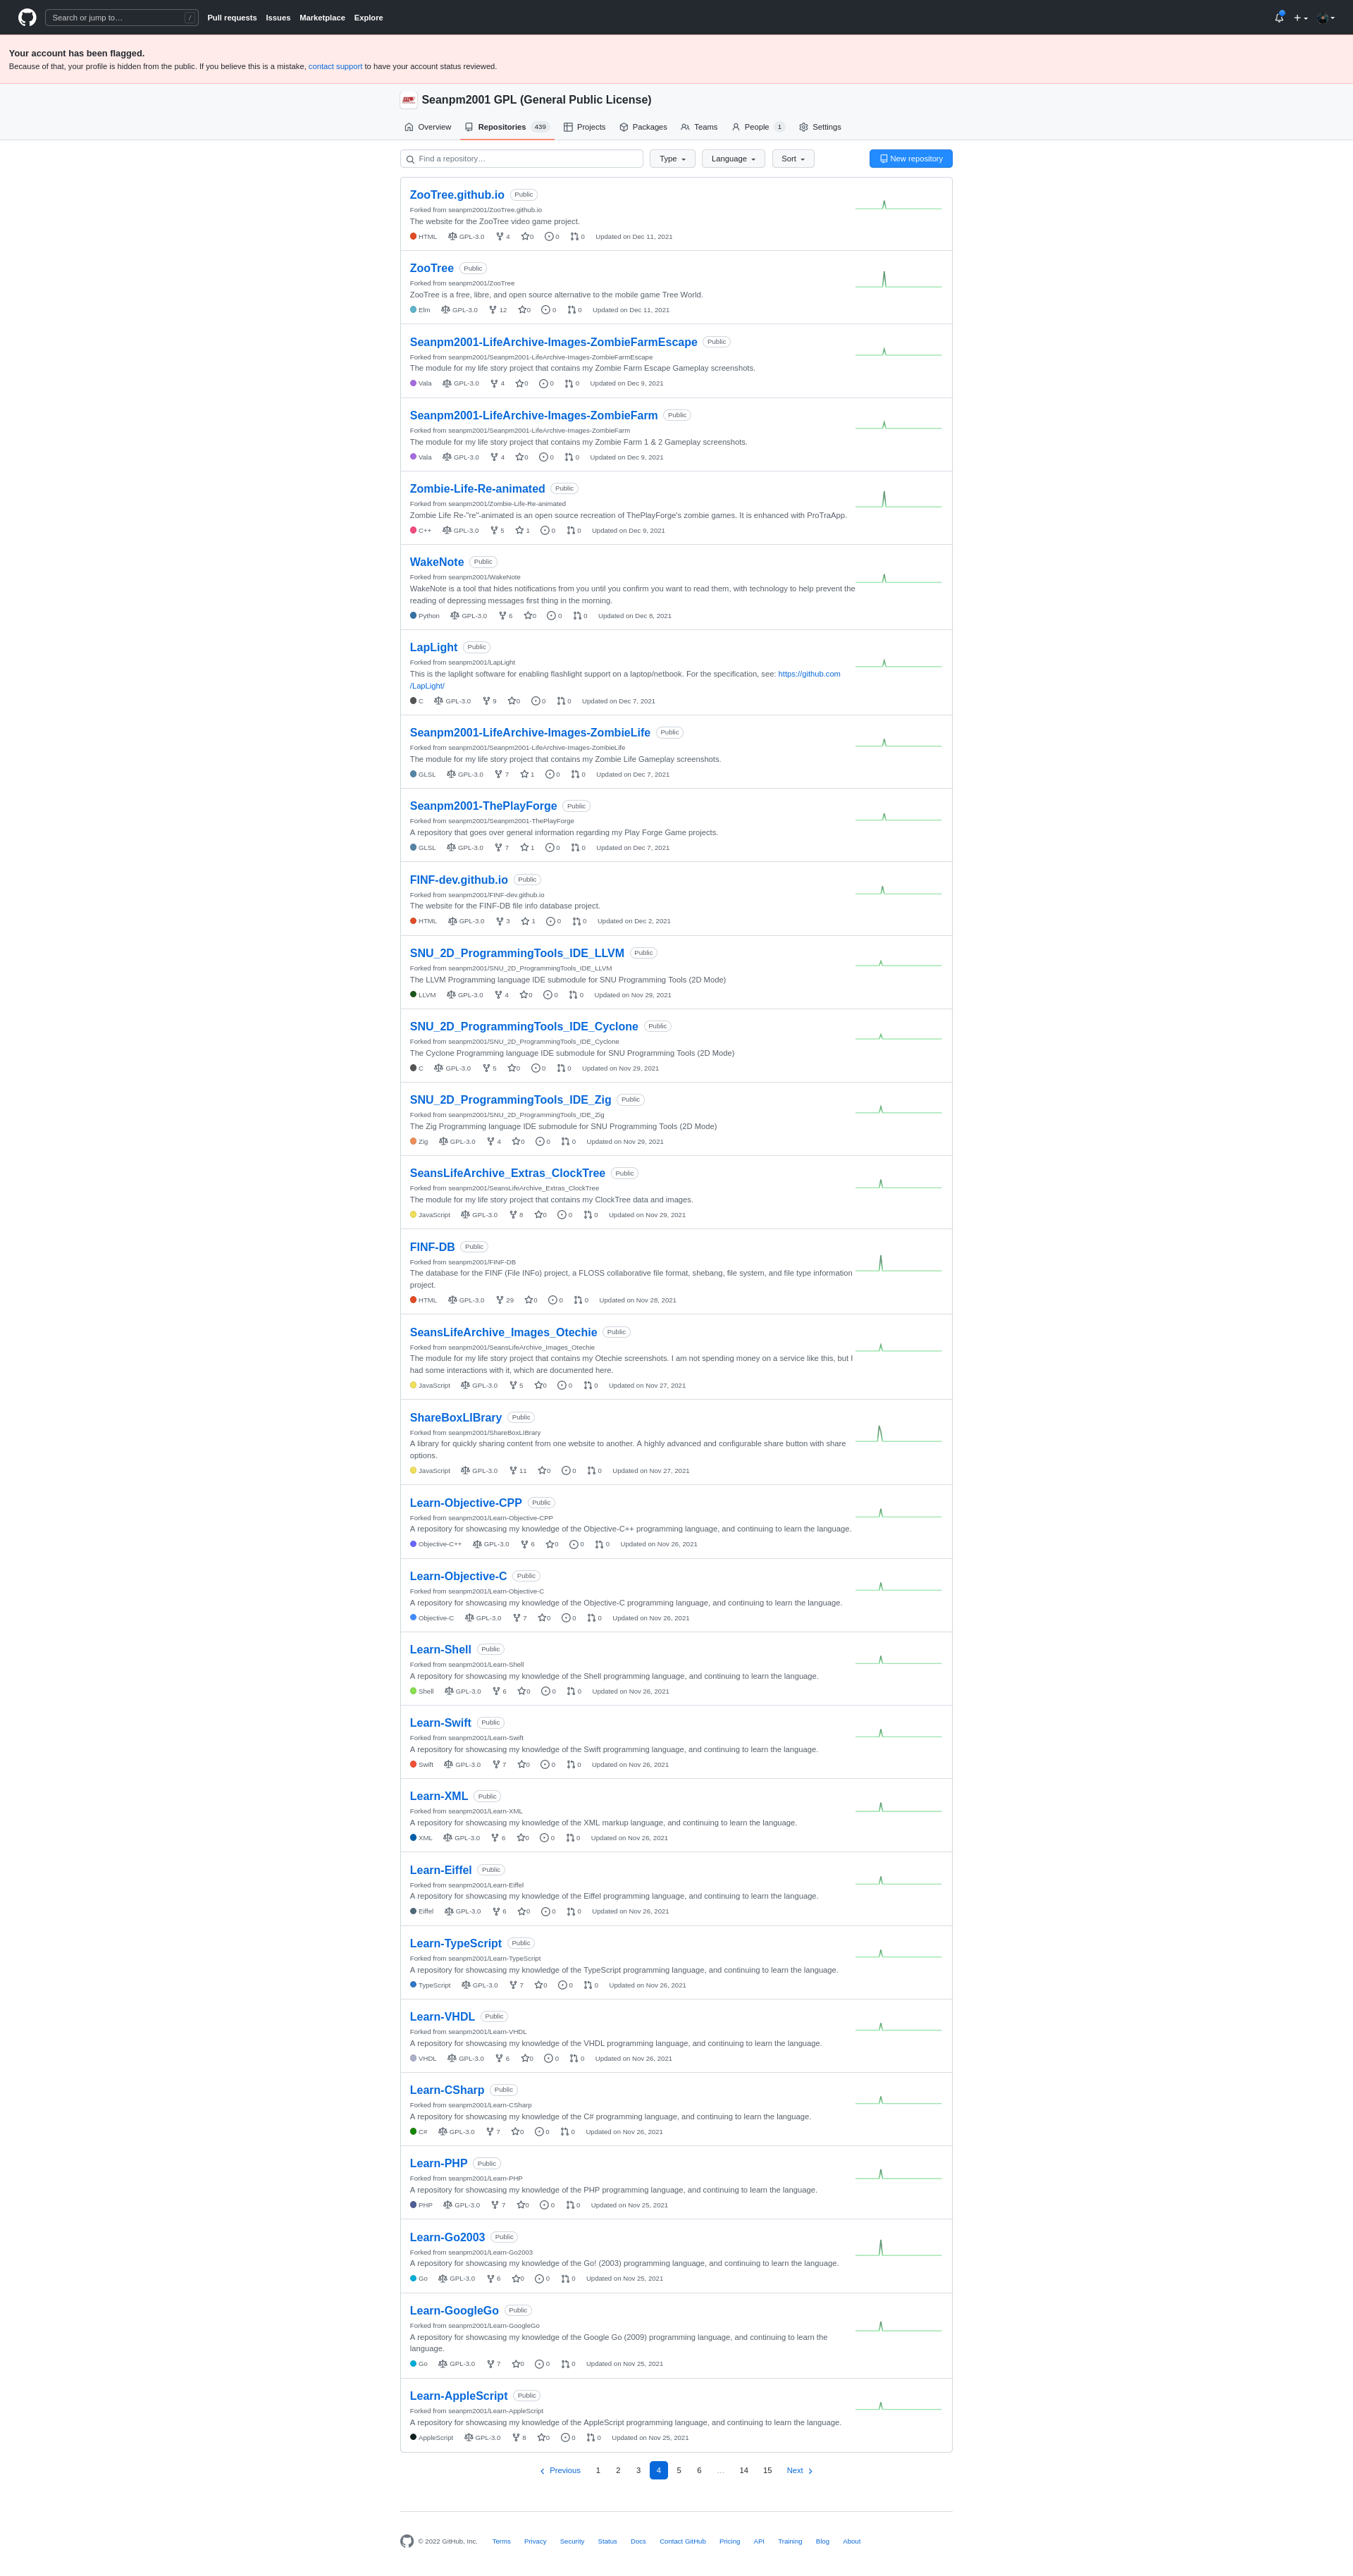 Search or jump to… /
Pull requests Issues Marketplace Explore
Your account has been flagged.
Because of that, your profile is hidden from the public. If you believe this is a mistake, contact support to have your account status reviewed.
Seanpm2001 GPL (General Public License)
Overview Repositories 439 Projects Packages Teams People 1 Settings
Find a repository… Type Language Sort New repository
ZooTree.github.io Public
Forked from seanpm2001/ZooTree.github.io
The website for the ZooTree video game project.
HTML GPL-3.0 4 0 0 0 Updated on Dec 11, 2021
ZooTree Public
Forked from seanpm2001/ZooTree
ZooTree is a free, libre, and open source alternative to the mobile game Tree World.
Elm GPL-3.0 12 0 0 0 Updated on Dec 11, 2021
Seanpm2001-LifeArchive-Images-ZombieFarmEscape Public
Forked from seanpm2001/Seanpm2001-LifeArchive-Images-ZombieFarmEscape
The module for my life story project that contains my Zombie Farm Escape Gameplay screenshots.
Vala GPL-3.0 4 0 0 0 Updated on Dec 9, 2021
Seanpm2001-LifeArchive-Images-ZombieFarm Public
Forked from seanpm2001/Seanpm2001-LifeArchive-Images-ZombieFarm
The module for my life story project that contains my Zombie Farm 1 & 2 Gameplay screenshots.
Vala GPL-3.0 4 0 0 0 Updated on Dec 9, 2021
Zombie-Life-Re-animated Public
Forked from seanpm2001/Zombie-Life-Re-animated
Zombie Life Re-"re"-animated is an open source recreation of ThePlayForge's zombie games. It is enhanced with ProTraApp.
C++ GPL-3.0 5 1 0 0 Updated on Dec 9, 2021
WakeNote Public
Forked from seanpm2001/WakeNote
WakeNote is a tool that hides notifications from you until you confirm you want to read them, with technology to help prevent the
reading of depressing messages first thing in the morning.
Python GPL-3.0 6 0 0 0 Updated on Dec 8, 2021
LapLight Public
Forked from seanpm2001/LapLight
This is the laplight software for enabling flashlight support on a laptop/netbook. For the specification, see: https://github.com
/LapLight/
C GPL-3.0 9 0 0 0 Updated on Dec 7, 2021
Seanpm2001-LifeArchive-Images-ZombieLife Public
Forked from seanpm2001/Seanpm2001-LifeArchive-Images-ZombieLife
The module for my life story project that contains my Zombie Life Gameplay screenshots.
GLSL GPL-3.0 7 1 0 0 Updated on Dec 7, 2021
Seanpm2001-ThePlayForge Public
Forked from seanpm2001/Seanpm2001-ThePlayForge
A repository that goes over general information regarding my Play Forge Game projects.
GLSL GPL-3.0 7 1 0 0 Updated on Dec 7, 2021
FINF-dev.github.io Public
Forked from seanpm2001/FINF-dev.github.io
The website for the FINF-DB file info database project.
HTML GPL-3.0 3 1 0 0 Updated on Dec 2, 2021
SNU_2D_ProgrammingTools_IDE_LLVM Public
Forked from seanpm2001/SNU_2D_ProgrammingTools_IDE_LLVM
The LLVM Programming language IDE submodule for SNU Programming Tools (2D Mode)
LLVM GPL-3.0 4 0 0 0 Updated on Nov 29, 2021
SNU_2D_ProgrammingTools_IDE_Cyclone Public
Forked from seanpm2001/SNU_2D_ProgrammingTools_IDE_Cyclone
The Cyclone Programming language IDE submodule for SNU Programming Tools (2D Mode)
C GPL-3.0 5 0 0 0 Updated on Nov 29, 2021
SNU_2D_ProgrammingTools_IDE_Zig Public
Forked from seanpm2001/SNU_2D_ProgrammingTools_IDE_Zig
The Zig Programming language IDE submodule for SNU Programming Tools (2D Mode)
Zig GPL-3.0 4 0 0 0 Updated on Nov 29, 2021
SeansLifeArchive_Extras_ClockTree Public
Forked from seanpm2001/SeansLifeArchive_Extras_ClockTree
The module for my life story project that contains my ClockTree data and images.
JavaScript GPL-3.0 8 0 0 0 Updated on Nov 29, 2021
FINF-DB Public
Forked from seanpm2001/FINF-DB
The database for the FINF (File INFo) project, a FLOSS collaborative file format, shebang, file system, and file type information
project.
HTML GPL-3.0 29 0 0 0 Updated on Nov 28, 2021
SeansLifeArchive_Images_Otechie Public
Forked from seanpm2001/SeansLifeArchive_Images_Otechie
The module for my life story project that contains my Otechie screenshots. I am not spending money on a service like this, but I
had some interactions with it, which are documented here.
JavaScript GPL-3.0 5 0 0 0 Updated on Nov 27, 2021
ShareBoxLIBrary Public
Forked from seanpm2001/ShareBoxLIBrary
A library for quickly sharing content from one website to another. A highly advanced and configurable share button with share
options.
JavaScript GPL-3.0 11 0 0 0 Updated on Nov 27, 2021
Learn-Objective-CPP Public
Forked from seanpm2001/Learn-Objective-CPP
A repository for showcasing my knowledge of the Objective-C++ programming language, and continuing to learn the language.
Objective-C++ GPL-3.0 6 0 0 0 Updated on Nov 26, 2021
Learn-Objective-C Public
Forked from seanpm2001/Learn-Objective-C
A repository for showcasing my knowledge of the Objective-C programming language, and continuing to learn the language.
Objective-C GPL-3.0 7 0 0 0 Updated on Nov 26, 2021
Learn-Shell Public
Forked from seanpm2001/Learn-Shell
A repository for showcasing my knowledge of the Shell programming language, and continuing to learn the language.
Shell GPL-3.0 6 0 0 0 Updated on Nov 26, 2021
Learn-Swift Public
Forked from seanpm2001/Learn-Swift
A repository for showcasing my knowledge of the Swift programming language, and continuing to learn the language.
Swift GPL-3.0 7 0 0 0 Updated on Nov 26, 2021
Learn-XML Public
Forked from seanpm2001/Learn-XML
A repository for showcasing my knowledge of the XML markup language, and continuing to learn the language.
XML GPL-3.0 6 0 0 0 Updated on Nov 26, 2021
Learn-Eiffel Public
Forked from seanpm2001/Learn-Eiffel
A repository for showcasing my knowledge of the Eiffel programming language, and continuing to learn the language.
Eiffel GPL-3.0 6 0 0 0 Updated on Nov 26, 2021
Learn-TypeScript Public
Forked from seanpm2001/Learn-TypeScript
A repository for showcasing my knowledge of the TypeScript programming language, and continuing to learn the language.
TypeScript GPL-3.0 7 0 0 0 Updated on Nov 26, 2021
Learn-VHDL Public
Forked from seanpm2001/Learn-VHDL
A repository for showcasing my knowledge of the VHDL programming language, and continuing to learn the language.
VHDL GPL-3.0 6 0 0 0 Updated on Nov 26, 2021
Learn-CSharp Public
Forked from seanpm2001/Learn-CSharp
A repository for showcasing my knowledge of the C# programming language, and continuing to learn the language.
C# GPL-3.0 7 0 0 0 Updated on Nov 26, 2021
Learn-PHP Public
Forked from seanpm2001/Learn-PHP
A repository for showcasing my knowledge of the PHP programming language, and continuing to learn the language.
PHP GPL-3.0 7 0 0 0 Updated on Nov 25, 2021
Learn-Go2003 Public
Forked from seanpm2001/Learn-Go2003
A repository for showcasing my knowledge of the Go! (2003) programming language, and continuing to learn the language.
Go GPL-3.0 6 0 0 0 Updated on Nov 25, 2021
Learn-GoogleGo Public
Forked from seanpm2001/Learn-GoogleGo
A repository for showcasing my knowledge of the Google Go (2009) programming language, and continuing to learn the
language.
Go GPL-3.0 7 0 0 0 Updated on Nov 25, 2021
Learn-AppleScript Public
Forked from seanpm2001/Learn-AppleScript
A repository for showcasing my knowledge of the AppleScript programming language, and continuing to learn the language.
AppleScript GPL-3.0 8 0 0 0 Updated on Nov 25, 2021
Previous 1 2 3 4 5 6 … 14 15 Next
© 2022 GitHub, Inc. Terms Privacy Security Status Docs Contact GitHub Pricing API Training Blog About